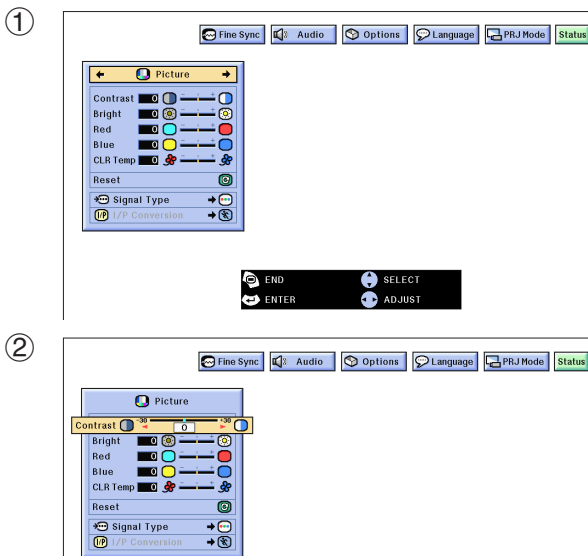 1
Fine Sync Audio Options Language PRJ Mode Status
Picture
Contrast 0 - +
Bright 0 - +
Red 0 - +
Blue 0 - +
CLR Temp 0 - +
Reset
Signal Type
I/P I/P Conversion
END SELECT
ENTER ADJUST
2
Fine Sync Audio Options Language PRJ Mode Status
Picture
Contrast -30 0 +30
Bright 0 - +
Red 0 - +
Blue 0 - +
CLR Temp 0 - +
Reset
Signal Type
I/P I/P Conversion